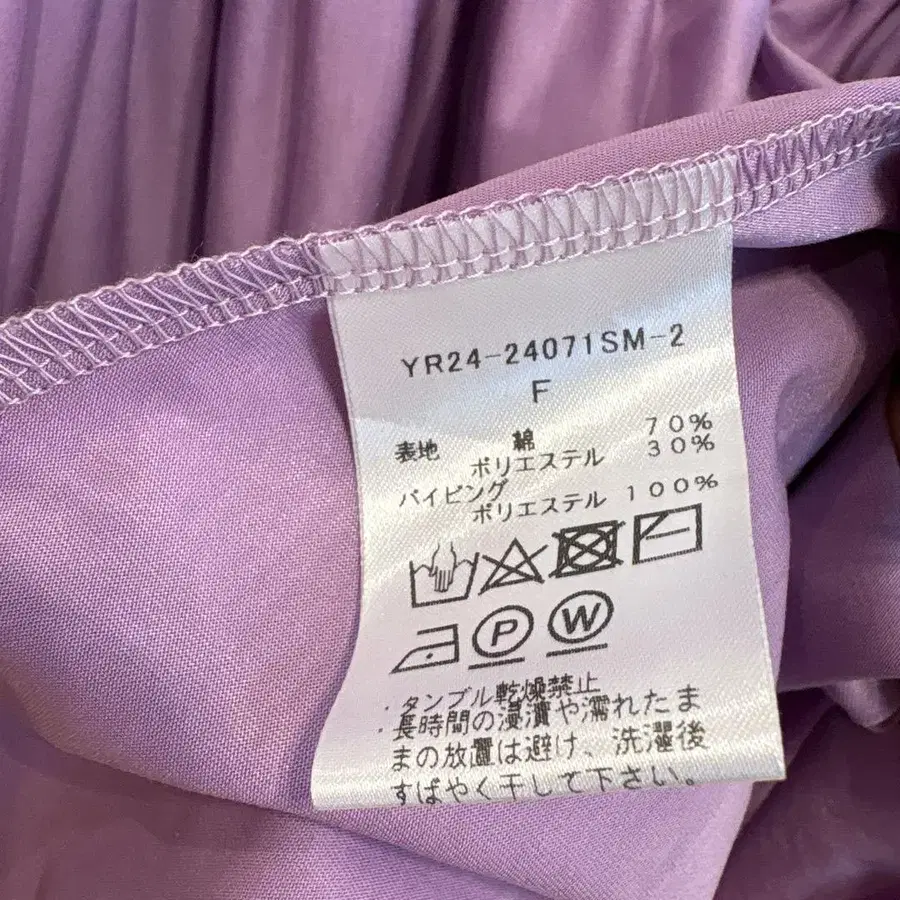 YR24-24071SM-2
F
表地 綿 70%
ポリエステル 30%
パイピング
ポリエステル 100%
P W
・タンブル乾燥禁止
・長時間の浸漬や濡れたま
まの放置は避け、洗濯後
すばやく干して下さい。